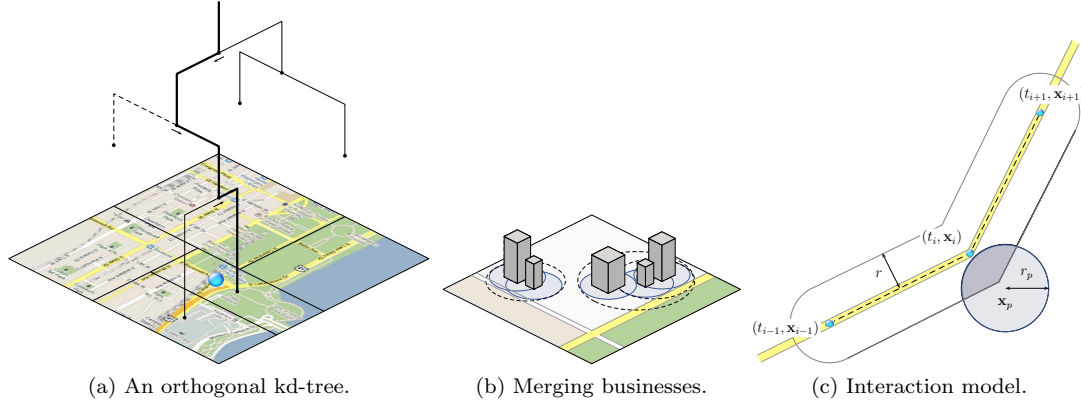 (t_{i+1}, x_{i+1})
(t_i, x_i)
r
r_p
x_p
(t_{i−1}, x_{i−1})
(a) An orthogonal kd-tree.
(b) Merging businesses.
(c) Interaction model.